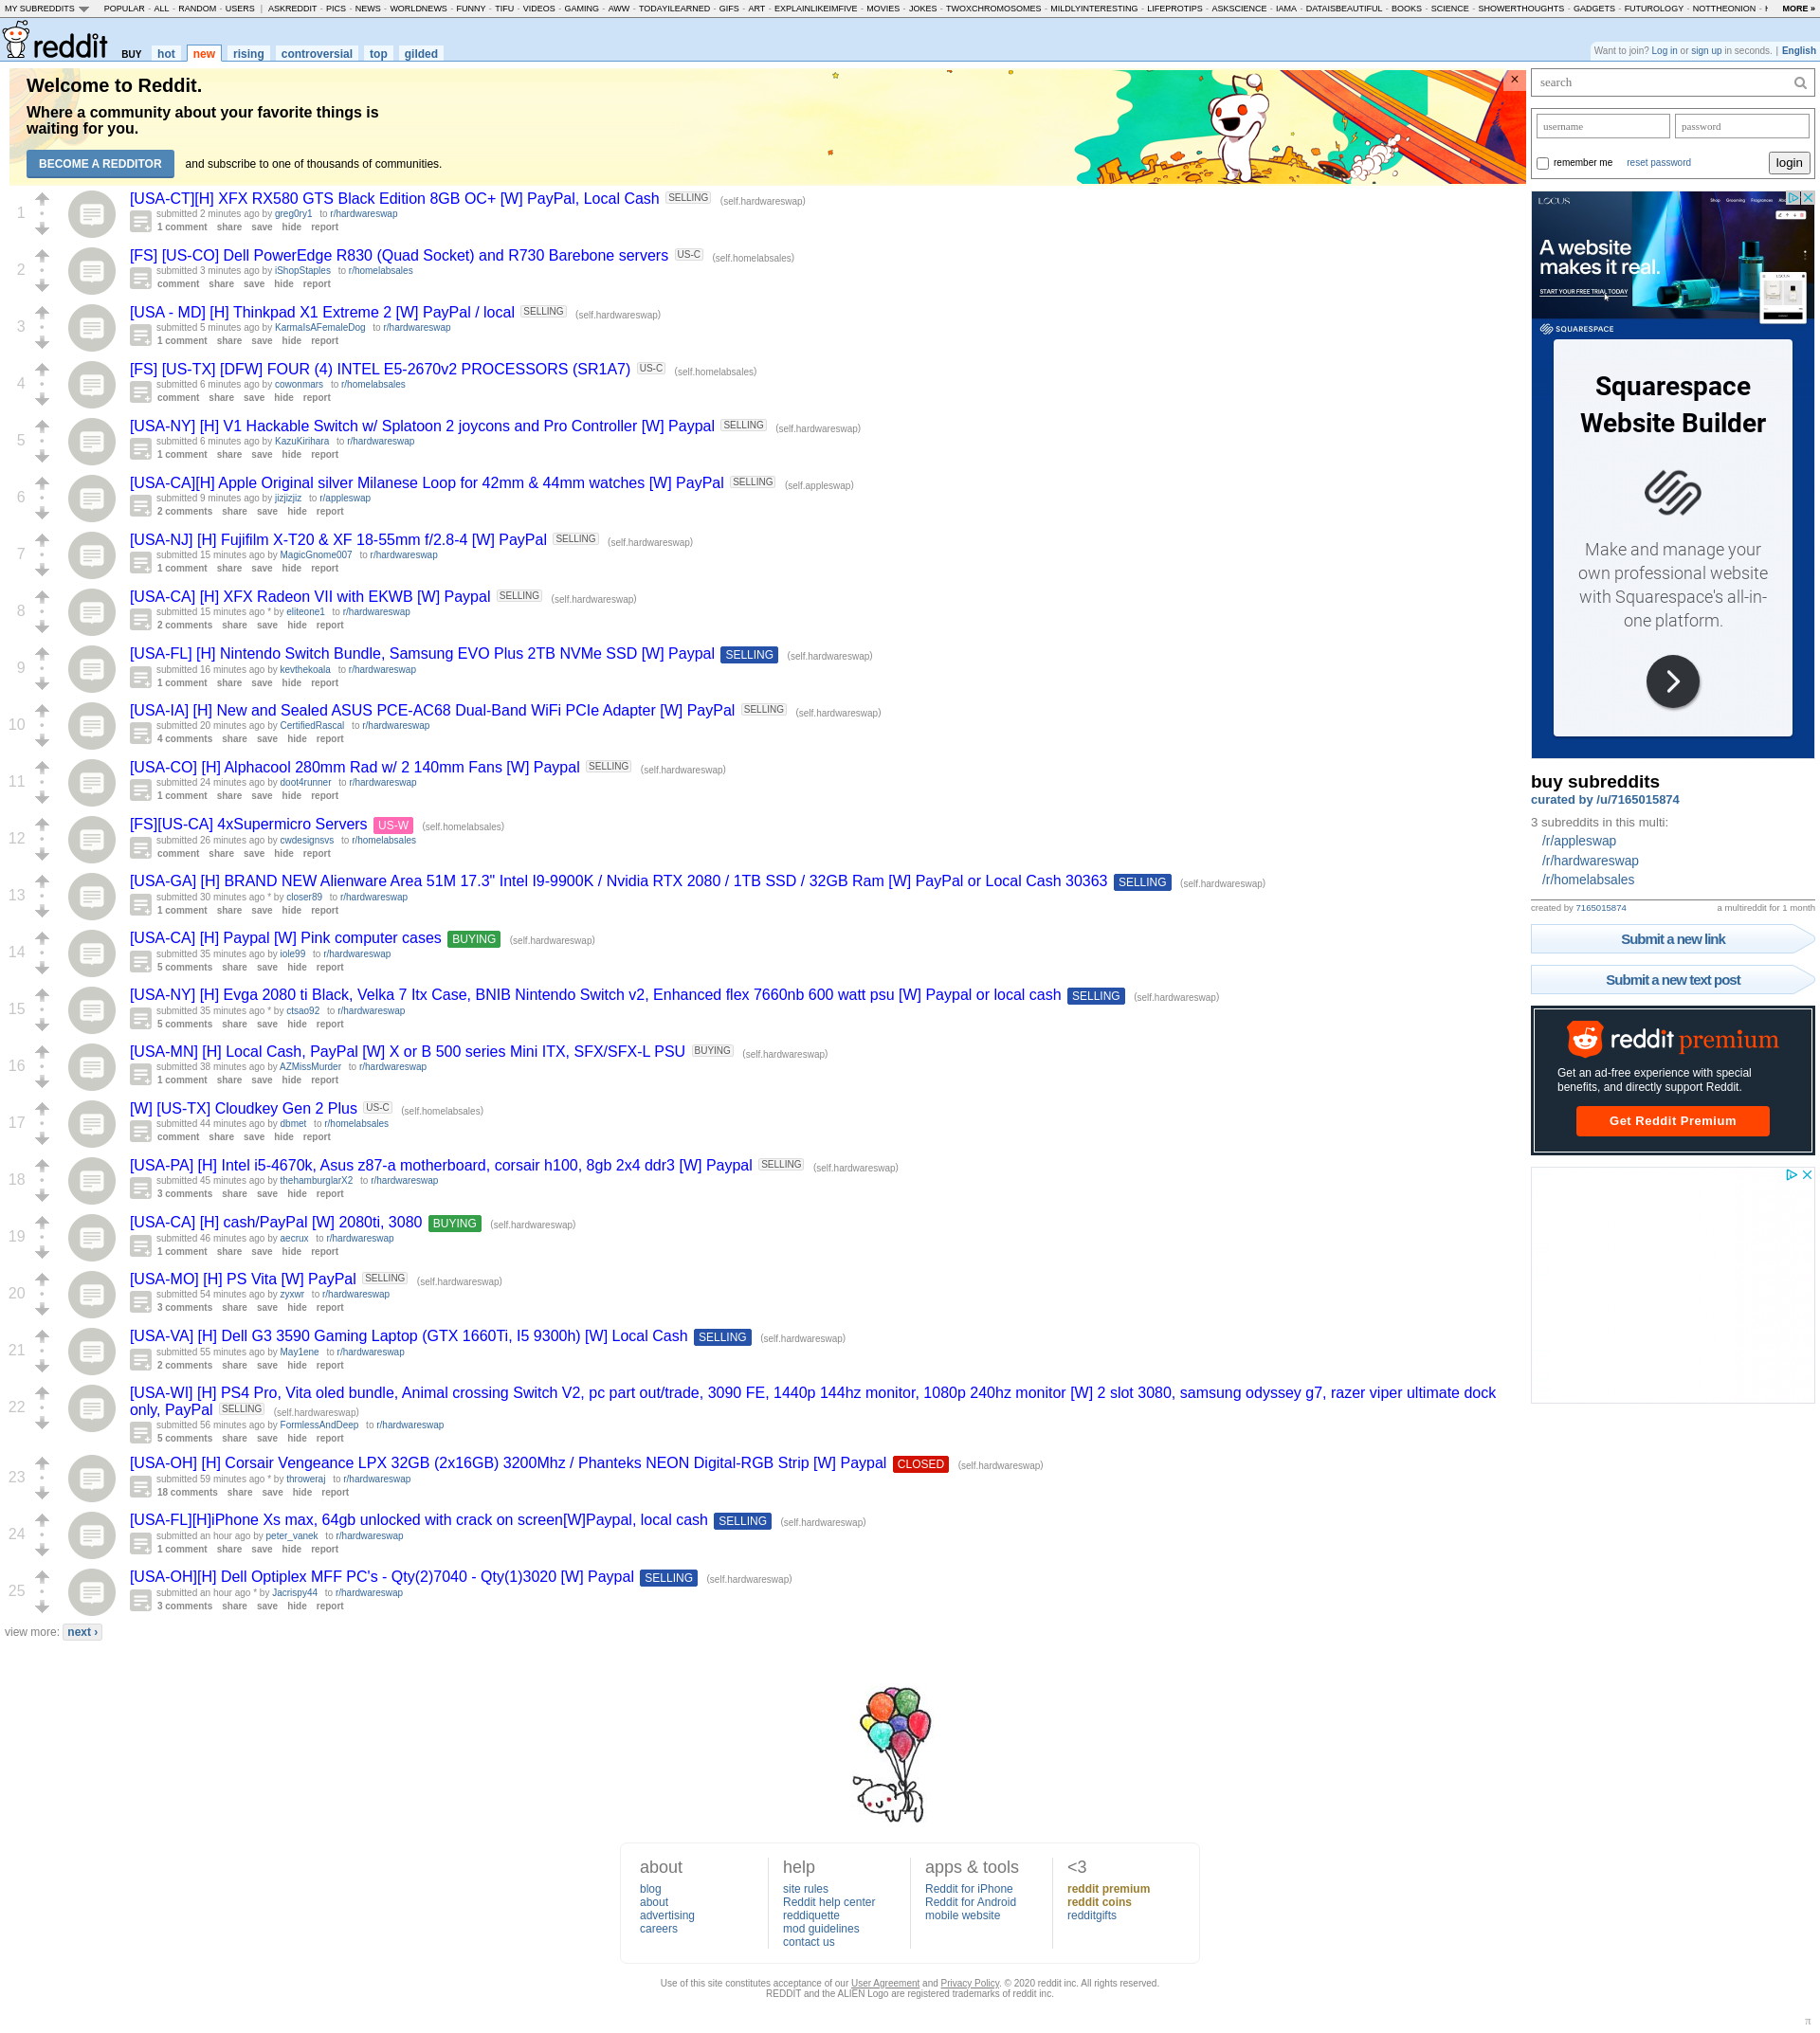 MY SUBREDDITS POPULAR - ALL - RANDOM - USERS | ASKREDDIT - PICS - NEWS - WORLDNEWS - FUNNY - TIFU - VIDEOS - GAMING - AWW - TODAYILEARNED - GIFS - ART - EXPLAINLIKEIMFIVE - MOVIES - JOKES - TWOXCHROMOSOMES - MILDLYINTERESTING - LIFEPROTIPS - ASKSCIENCE - IAMA - DATAISBEAUTIFUL - BOOKS - SCIENCE - SHOWERTHOUGHTS - GADGETS - FUTUROLOGY - NOTTHEONION - MORE »
reddit BUY hot new rising controversial top gilded
Want to join? Log in or sign up in seconds. | English
Welcome to Reddit.
Where a community about your favorite things is
waiting for you.
BECOME A REDDITOR and subscribe to one of thousands of communities.
×
1
[USA-CT][H] XFX RX580 GTS Black Edition 8GB OC+ [W] PayPal, Local Cash SELLING (self.hardwareswap)
submitted 2 minutes ago by greg0ry1 to r/hardwareswap
1 comment share save hide report
2
[FS] [US-CO] Dell PowerEdge R830 (Quad Socket) and R730 Barebone servers US-C (self.homelabsales)
submitted 3 minutes ago by iShopStaples to r/homelabsales
comment share save hide report
3
[USA - MD] [H] Thinkpad X1 Extreme 2 [W] PayPal / local SELLING (self.hardwareswap)
submitted 5 minutes ago by KarmaIsAFemaleDog to r/hardwareswap
1 comment share save hide report
4
[FS] [US-TX] [DFW] FOUR (4) INTEL E5-2670v2 PROCESSORS (SR1A7) US-C (self.homelabsales)
submitted 6 minutes ago by cowonmars to r/homelabsales
comment share save hide report
5
[USA-NY] [H] V1 Hackable Switch w/ Splatoon 2 joycons and Pro Controller [W] Paypal SELLING (self.hardwareswap)
submitted 6 minutes ago by KazuKirihara to r/hardwareswap
1 comment share save hide report
6
[USA-CA][H] Apple Original silver Milanese Loop for 42mm & 44mm watches [W] PayPal SELLING (self.appleswap)
submitted 9 minutes ago by jizjizjiz to r/appleswap
2 comments share save hide report
7
[USA-NJ] [H] Fujifilm X-T20 & XF 18-55mm f/2.8-4 [W] PayPal SELLING (self.hardwareswap)
submitted 15 minutes ago by MagicGnome007 to r/hardwareswap
1 comment share save hide report
8
[USA-CA] [H] XFX Radeon VII with EKWB [W] Paypal SELLING (self.hardwareswap)
submitted 15 minutes ago * by eliteone1 to r/hardwareswap
2 comments share save hide report
9
[USA-FL] [H] Nintendo Switch Bundle, Samsung EVO Plus 2TB NVMe SSD [W] Paypal SELLING (self.hardwareswap)
submitted 16 minutes ago by kevthekoala to r/hardwareswap
1 comment share save hide report
10
[USA-IA] [H] New and Sealed ASUS PCE-AC68 Dual-Band WiFi PCIe Adapter [W] PayPal SELLING (self.hardwareswap)
submitted 20 minutes ago by CertifiedRascal to r/hardwareswap
4 comments share save hide report
11
[USA-CO] [H] Alphacool 280mm Rad w/ 2 140mm Fans [W] Paypal SELLING (self.hardwareswap)
submitted 24 minutes ago by doot4runner to r/hardwareswap
1 comment share save hide report
12
[FS][US-CA] 4xSupermicro Servers US-W (self.homelabsales)
submitted 26 minutes ago by cwdesignsvs to r/homelabsales
comment share save hide report
13
[USA-GA] [H] BRAND NEW Alienware Area 51M 17.3" Intel I9-9900K / Nvidia RTX 2080 / 1TB SSD / 32GB Ram [W] PayPal or Local Cash 30363 SELLING (self.hardwareswap)
submitted 30 minutes ago * by closer89 to r/hardwareswap
1 comment share save hide report
14
[USA-CA] [H] Paypal [W] Pink computer cases BUYING (self.hardwareswap)
submitted 35 minutes ago by iole99 to r/hardwareswap
5 comments share save hide report
15
[USA-NY] [H] Evga 2080 ti Black, Velka 7 Itx Case, BNIB Nintendo Switch v2, Enhanced flex 7660nb 600 watt psu [W] Paypal or local cash SELLING (self.hardwareswap)
submitted 35 minutes ago * by ctsao92 to r/hardwareswap
5 comments share save hide report
16
[USA-MN] [H] Local Cash, PayPal [W] X or B 500 series Mini ITX, SFX/SFX-L PSU BUYING (self.hardwareswap)
submitted 38 minutes ago by AZMissMurder to r/hardwareswap
1 comment share save hide report
17
[W] [US-TX] Cloudkey Gen 2 Plus US-C (self.homelabsales)
submitted 44 minutes ago by dbmet to r/homelabsales
comment share save hide report
18
[USA-PA] [H] Intel i5-4670k, Asus z87-a motherboard, corsair h100, 8gb 2x4 ddr3 [W] Paypal SELLING (self.hardwareswap)
submitted 45 minutes ago by thehamburglarX2 to r/hardwareswap
3 comments share save hide report
19
[USA-CA] [H] cash/PayPal [W] 2080ti, 3080 BUYING (self.hardwareswap)
submitted 46 minutes ago by aecrux to r/hardwareswap
1 comment share save hide report
20
[USA-MO] [H] PS Vita [W] PayPal SELLING (self.hardwareswap)
submitted 54 minutes ago by zyxwr to r/hardwareswap
3 comments share save hide report
21
[USA-VA] [H] Dell G3 3590 Gaming Laptop (GTX 1660Ti, I5 9300h) [W] Local Cash SELLING (self.hardwareswap)
submitted 55 minutes ago by May1ene to r/hardwareswap
2 comments share save hide report
22
[USA-WI] [H] PS4 Pro, Vita oled bundle, Animal crossing Switch V2, pc part out/trade, 3090 FE, 1440p 144hz monitor, 1080p 240hz monitor [W] 2 slot 3080, samsung odyssey g7, razer viper ultimate dock
only, PayPal SELLING (self.hardwareswap)
submitted 56 minutes ago by FormlessAndDeep to r/hardwareswap
5 comments share save hide report
23
[USA-OH] [H] Corsair Vengeance LPX 32GB (2x16GB) 3200Mhz / Phanteks NEON Digital-RGB Strip [W] Paypal CLOSED (self.hardwareswap)
submitted 59 minutes ago * by throweraj to r/hardwareswap
18 comments share save hide report
24
[USA-FL][H]iPhone Xs max, 64gb unlocked with crack on screen[W]Paypal, local cash SELLING (self.hardwareswap)
submitted an hour ago by peter_vanek to r/hardwareswap
1 comment share save hide report
25
[USA-OH][H] Dell Optiplex MFF PC's - Qty(2)7040 - Qty(1)3020 [W] Paypal SELLING (self.hardwareswap)
submitted an hour ago * by Jacrispy44 to r/hardwareswap
3 comments share save hide report
view more: next ›
search
username password
remember me reset password login
LOCUS
Shop Grooming Fragrances
A website
makes it real.
START YOUR FREE TRIAL TODAY
SQUARESPACE
Squarespace
Website Builder
Make and manage your
own professional website
with Squarespace's all-in-
one platform.
buy subreddits
curated by /u/7165015874
3 subreddits in this multi:
/r/appleswap
/r/hardwareswap
/r/homelabsales
created by 7165015874 a multireddit for 1 month
Submit a new link
Submit a new text post
reddit premium
Get an ad-free experience with special
benefits, and directly support Reddit.
Get Reddit Premium
about
blog
about
advertising
careers
help
site rules
Reddit help center
reddiquette
mod guidelines
contact us
apps & tools
Reddit for iPhone
Reddit for Android
mobile website
<3
reddit premium
reddit coins
redditgifts
Use of this site constitutes acceptance of our User Agreement and Privacy Policy. © 2020 reddit inc. All rights reserved.
REDDIT and the ALIEN Logo are registered trademarks of reddit inc.
π